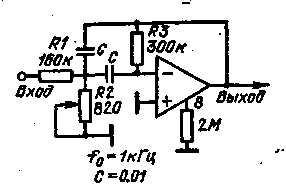 R1
160к
C
C
R3
300к
Вход
R2
820
−
+
8
Выход
2М
f₀ = 1кГц
C = 0.01